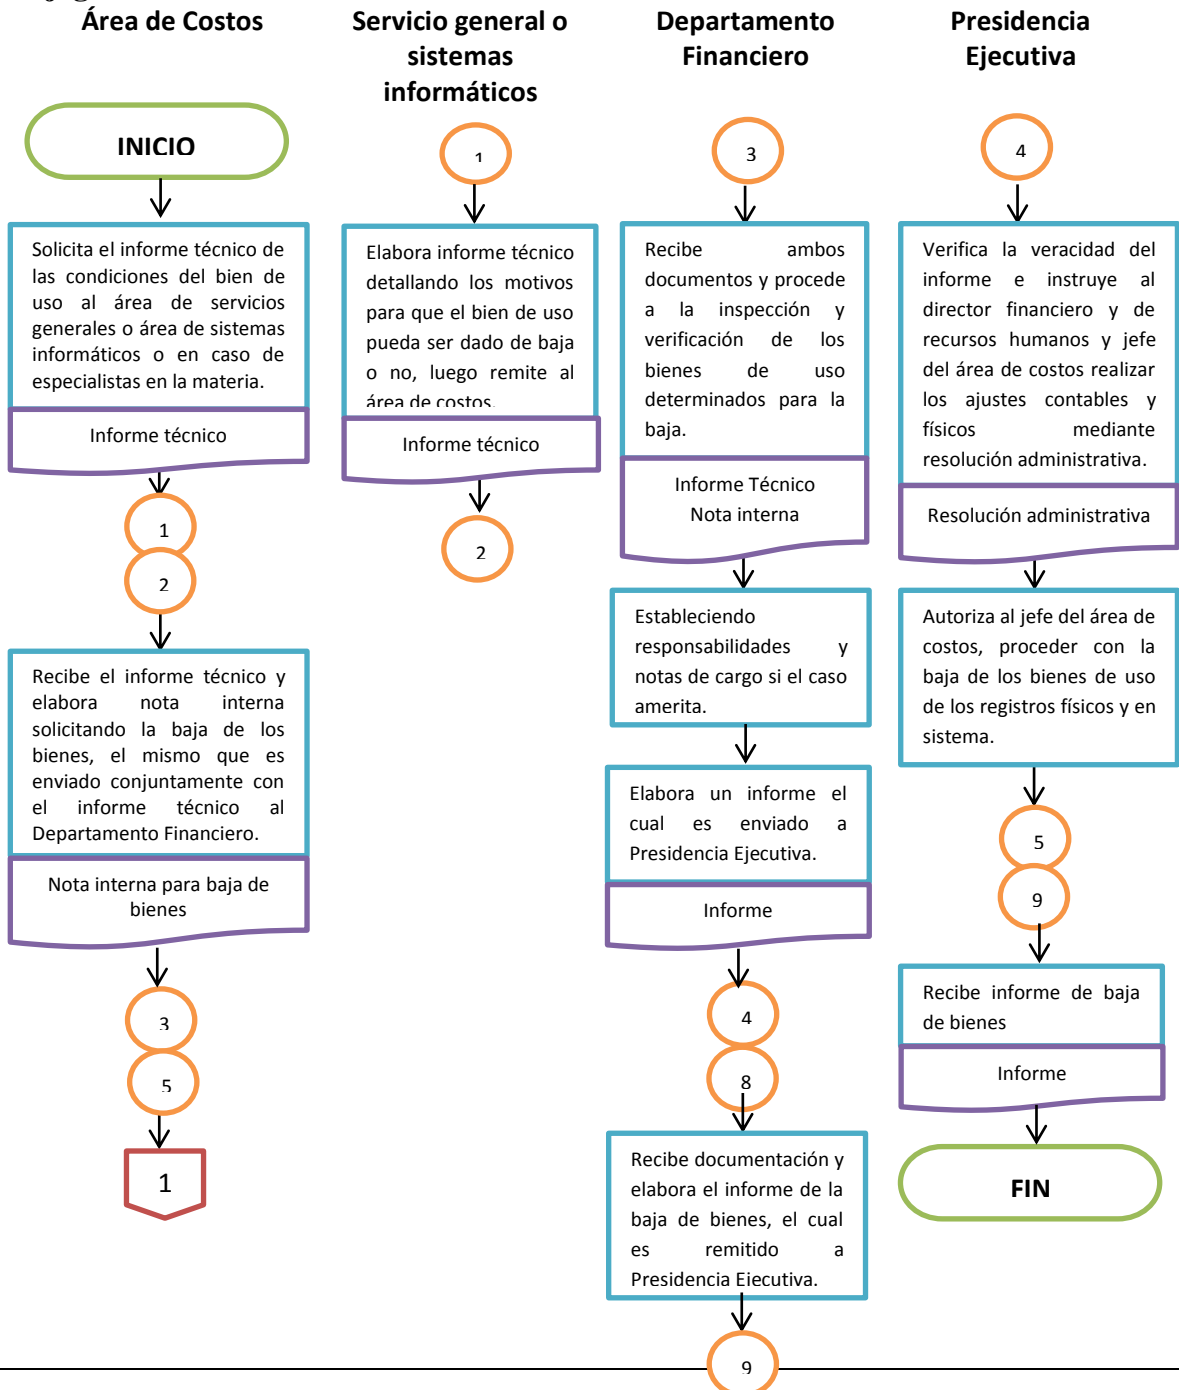 Área de Costos
INICIO
Solicita el informe técnico de
las condiciones del bien de
uso al área de servicios
generales o área de sistemas
informáticos o en caso de
especialistas en la materia.
Informe técnico
1
2
Recibe el informe técnico y
elabora nota interna
solicitando la baja de los
bienes, el mismo que es
enviado conjuntamente con
el informe técnico al
Departamento Financiero.
Nota interna para baja de
bienes
3
5
1
Servicio general o
sistemas
informáticos
1
Elabora informe técnico
detallando los motivos
para que el bien de uso
pueda ser dado de baja
o no, luego remite al
área de costos.
Informe técnico
2
Departamento
Financiero
3
Recibe ambos
documentos y procede
a la inspección y
verificación de los
bienes de uso
determinados para la
baja.
Informe Técnico
Nota interna
Estableciendo
responsabilidades y
notas de cargo si el caso
amerita.
Elabora un informe el
cual es enviado a
Presidencia Ejecutiva.
Informe
4
8
Recibe documentación y
elabora el informe de la
baja de bienes, el cual
es remitido a
Presidencia Ejecutiva.
9
Presidencia
Ejecutiva
4
Verifica la veracidad del
informe e instruye al
director financiero y de
recursos humanos y jefe
del área de costos realizar
los ajustes contables y
físicos mediante
resolución administrativa.
Resolución administrativa
Autoriza al jefe del área de
costos, proceder con la
baja de los bienes de uso
de los registros físicos y en
sistema.
5
9
Recibe informe de baja
de bienes
Informe
FIN